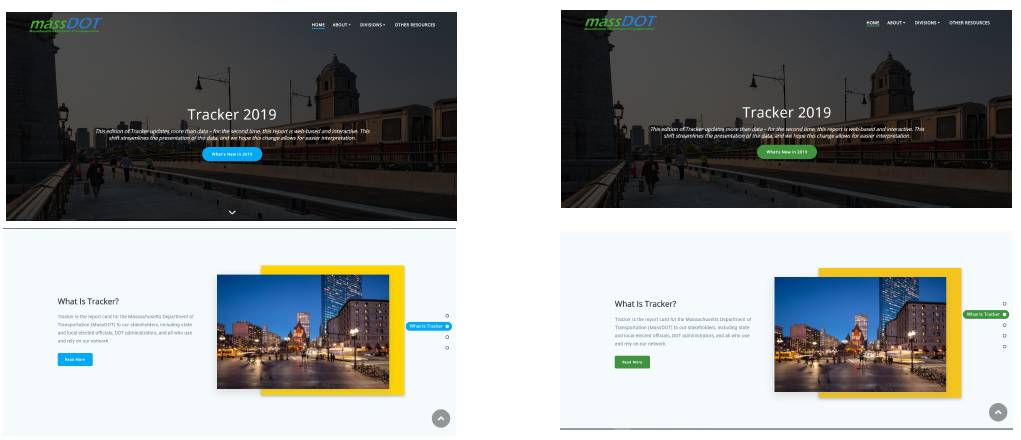 massDOT
Massachusetts Department of Transportation
HOME ABOUT DIVISIONS OTHER RESOURCES
Tracker 2019
This edition of Tracker updates more than data – for the second time, this report is web-based and interactive. This
shift streamlines the presentation of the data, and we hope this change allows for easier interpretation.
What's New in 2019
What Is Tracker?
Tracker is the report card for the Massachusetts Department of
Transportation (MassDOT) to our stakeholders, including state
and local elected officials, DOT administrators, and all who use
and rely on our network.
Read More
What Is Tracker
massDOT
Massachusetts Department of Transportation
HOME ABOUT DIVISIONS OTHER RESOURCES
Tracker 2019
This edition of Tracker updates more than data – for the second time, this report is web-based and interactive. This
shift streamlines the presentation of the data, and we hope this change allows for easier interpretation.
What's New in 2019
What Is Tracker?
Tracker is the report card for the Massachusetts Department of
Transportation (MassDOT) to our stakeholders, including state
and local elected officials, DOT administrators, and all who use
and rely on our network.
Read More
What Is Tracker